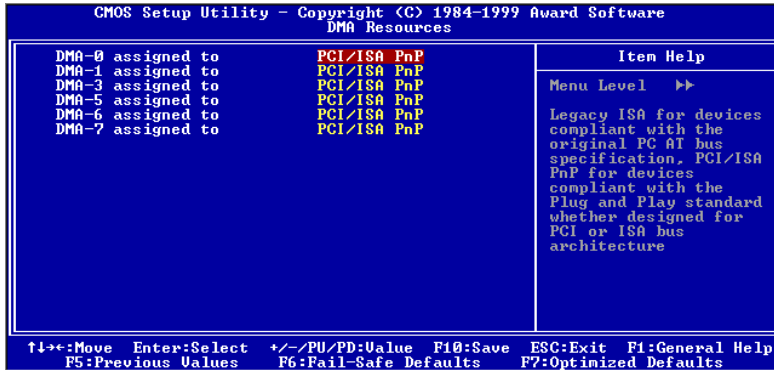 CMOS Setup Utility - Copyright (C) 1984-1999 Award Software
DMA Resources
DMA-0 assigned to PCI/ISA PnP
DMA-1 assigned to PCI/ISA PnP
DMA-3 assigned to PCI/ISA PnP
DMA-5 assigned to PCI/ISA PnP
DMA-6 assigned to PCI/ISA PnP
DMA-7 assigned to PCI/ISA PnP
Item Help
Menu Level ▸▸
Legacy ISA for devices
compliant with the
original PC AT bus
specification, PCI/ISA
PnP for devices
compliant with the
Plug and Play standard
whether designed for
PCI or ISA bus
architecture
↑↓→←:Move Enter:Select +/-/PU/PD:Value F10:Save ESC:Exit F1:General Help
F5:Previous Values F6:Fail-Safe Defaults F7:Optimized Defaults